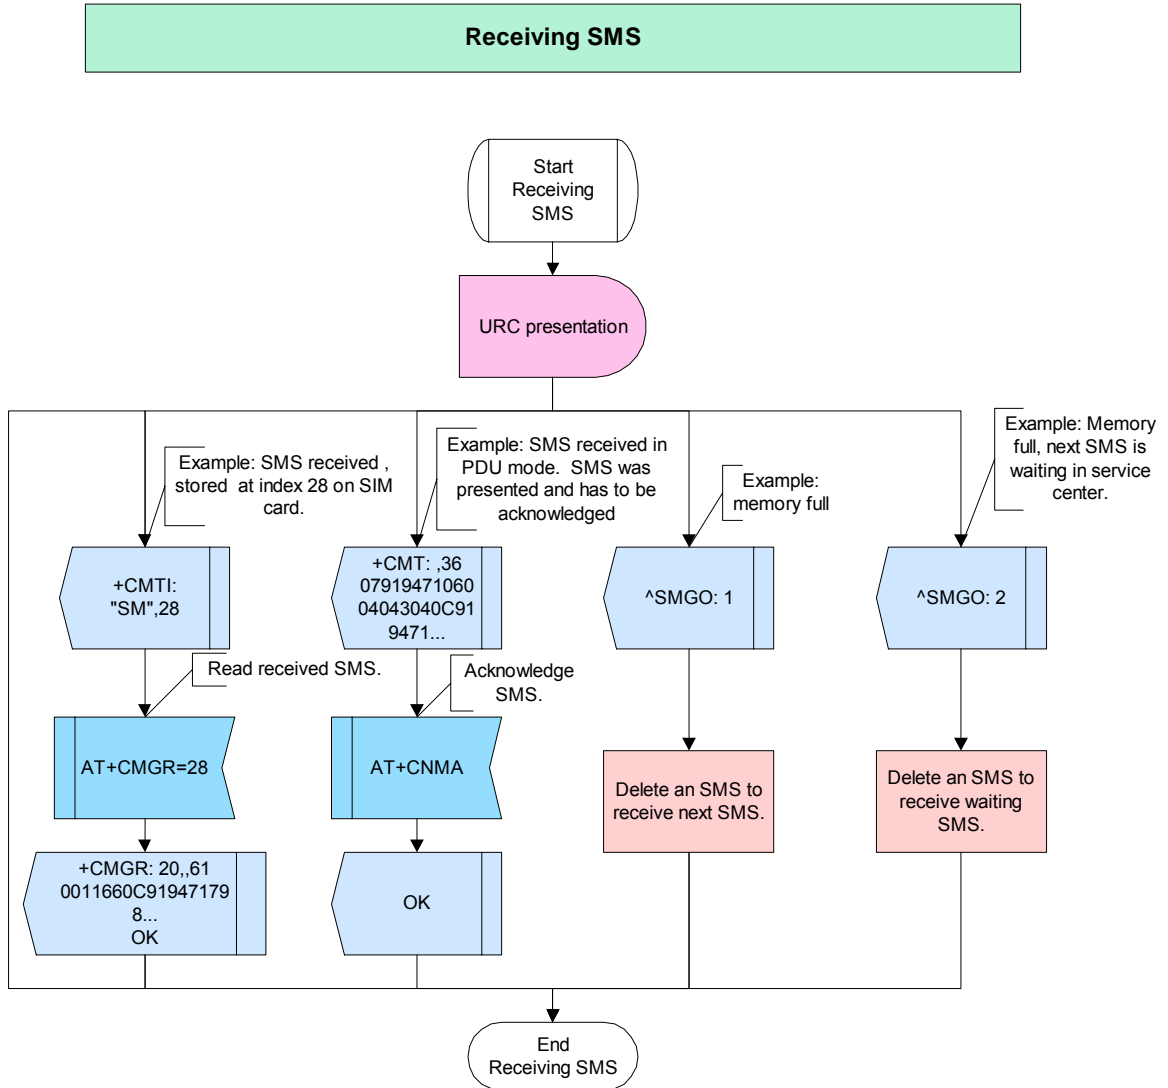 Receiving SMS
Start
Receiving
SMS
URC presentation
Example: SMS received ,
stored  at index 28 on SIM
card.
Example: SMS received in
PDU mode.  SMS was
presented and has to be
acknowledged
Example:
memory full
Example: Memory
full, next SMS is
waiting in service
center.
+CMTI:
"SM",28
+CMT: ,36
07919471060
04043040C91
9471...
^SMGO: 1
^SMGO: 2
Read received SMS.
Acknowledge
SMS.
AT+CMGR=28
AT+CNMA
Delete an SMS to
receive next SMS.
Delete an SMS to
receive waiting
SMS.
+CMGR: 20,,61
0011660C91947179
8...
OK
OK
End
Receiving SMS